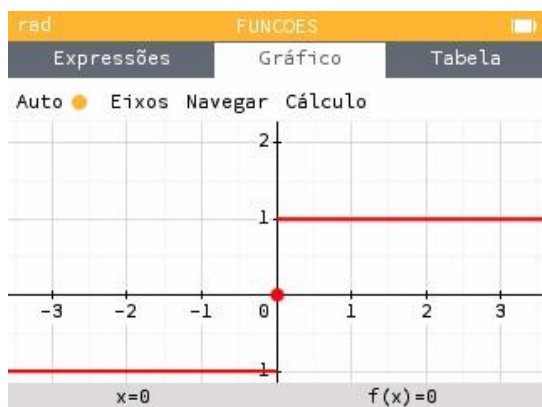 rad FUNCOES
Expressões Gráfico Tabela
Auto Eixos Navegar Cálculo
2
1
-3 -2 -1 0 1 2 3
-1
x=0 f(x)=0